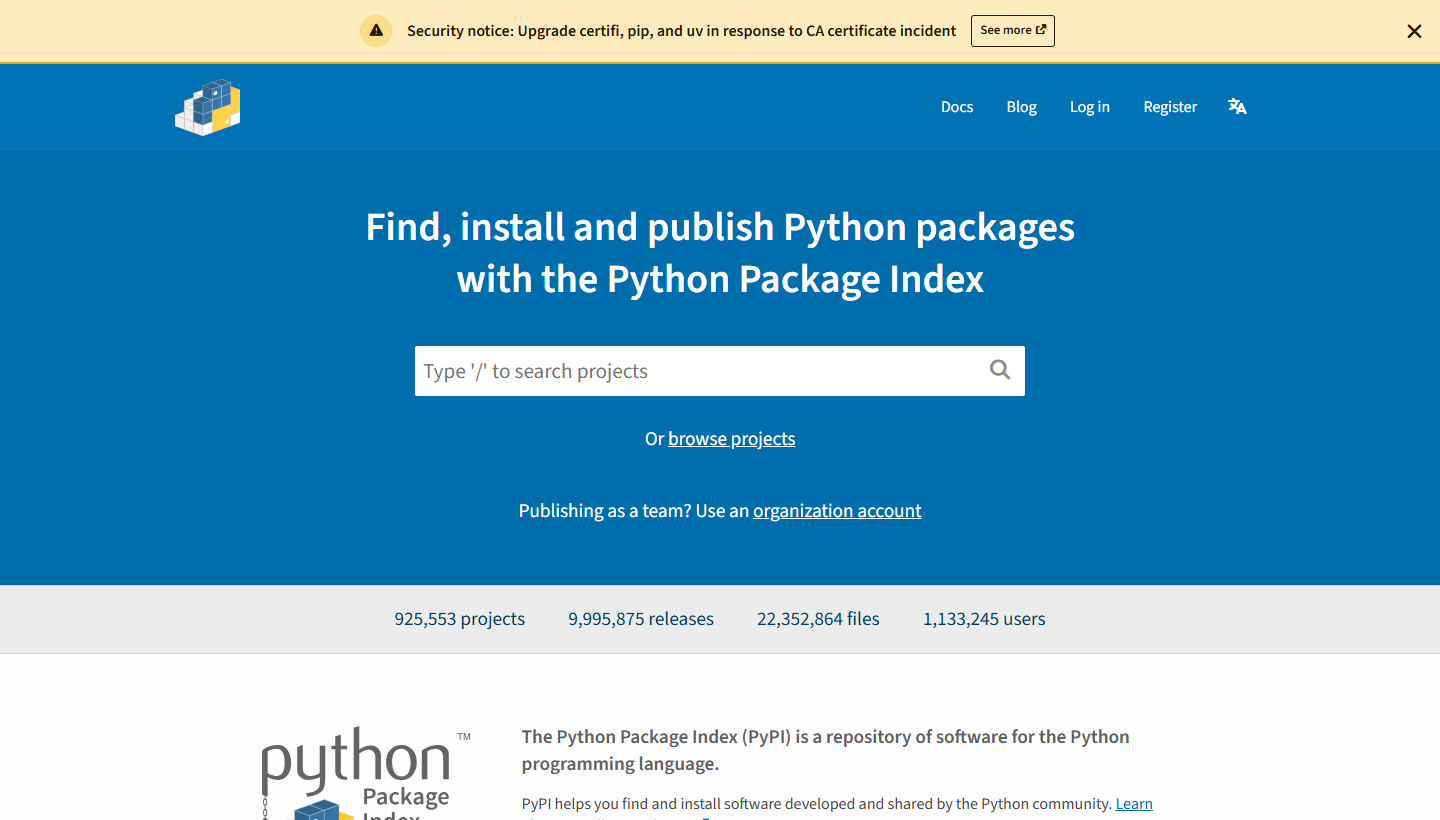 Security notice: Upgrade certifi, pip, and uv in response to CA certificate incident
See more
Docs
Blog
Log in
Register
Find, install and publish Python packages
with the Python Package Index
Type '/' to search projects
Or browse projects
Publishing as a team? Use an organization account
925,553 projects
9,995,875 releases
22,352,864 files
1,133,245 users
python TM
Package
Index
The Python Package Index (PyPI) is a repository of software for the Python
programming language.
PyPI helps you find and install software developed and shared by the Python community. Learn